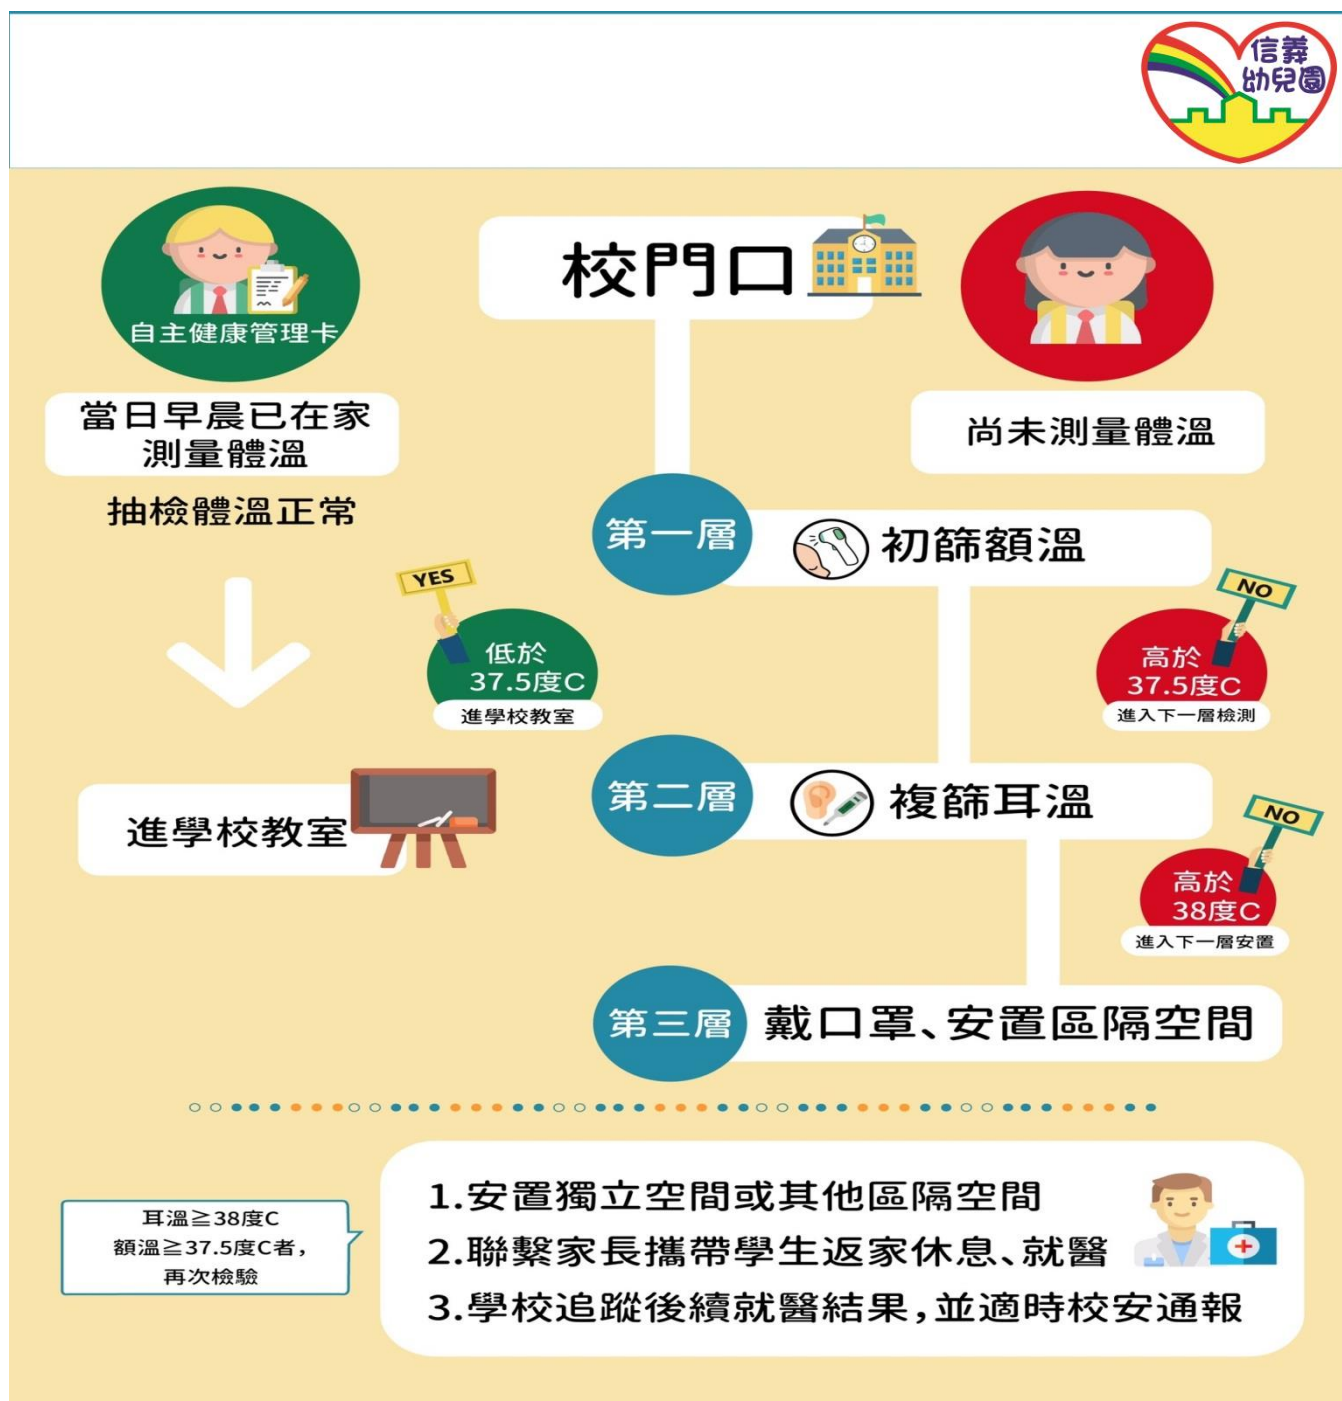 信義
幼兒園
校門口
自主健康管理卡
當日早晨已在家
測量體溫
抽檢體溫正常
尚未測量體溫
第一層
初篩額溫
YES
低於
37.5度C
進學校教室
NO
高於
37.5度C
進入下一層檢測
進學校教室
第二層
複篩耳溫
NO
高於
38度C
進入下一層安置
第三層
戴口罩、安置區隔空間
耳溫≧38度C
額溫≧37.5度C者，
再次檢驗
1.安置獨立空間或其他區隔空間
2.聯繫家長攜帶學生返家休息、就醫
3.學校追蹤後續就醫結果，並適時校安通報